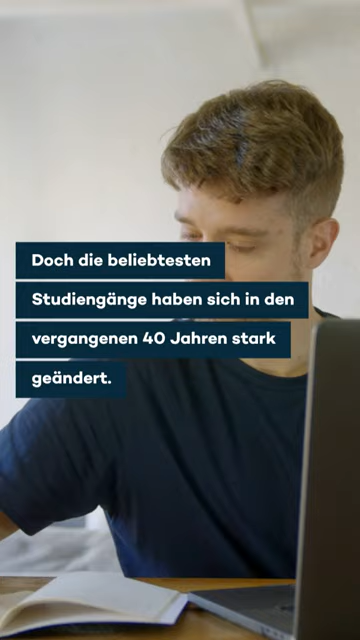 Doch die beliebtesten
Studiengänge haben sich in den
vergangenen 40 Jahren stark
geändert.